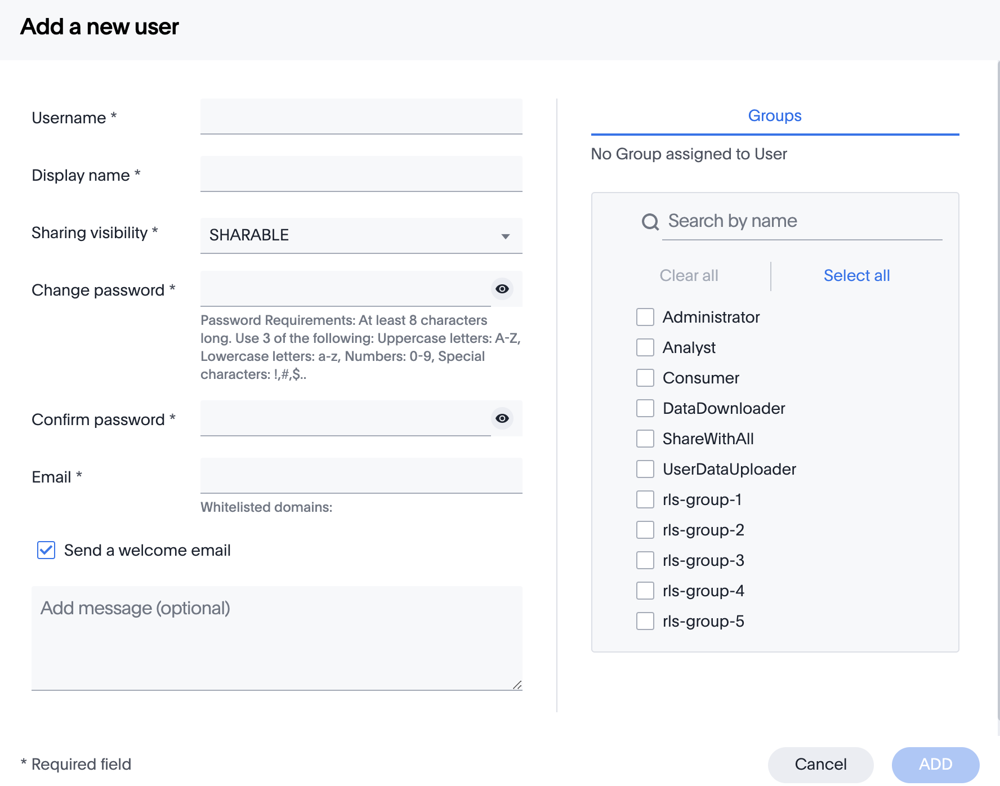 Add a new user
Username *
Display name *
Sharing visibility *
SHARABLE
Change password *
Password Requirements: At least 8 characters
long. Use 3 of the following: Uppercase letters: A-Z,
Lowercase letters: a-z, Numbers: 0-9, Special
characters: !,#,$..
Confirm password *
Email *
Whitelisted domains:
Send a welcome email
Add message (optional)
Groups
No Group assigned to User
Search by name
Clear all
Select all
Administrator
Analyst
Consumer
DataDownloader
ShareWithAll
UserDataUploader
rls-group-1
rls-group-2
rls-group-3
rls-group-4
rls-group-5
* Required field
Cancel
ADD